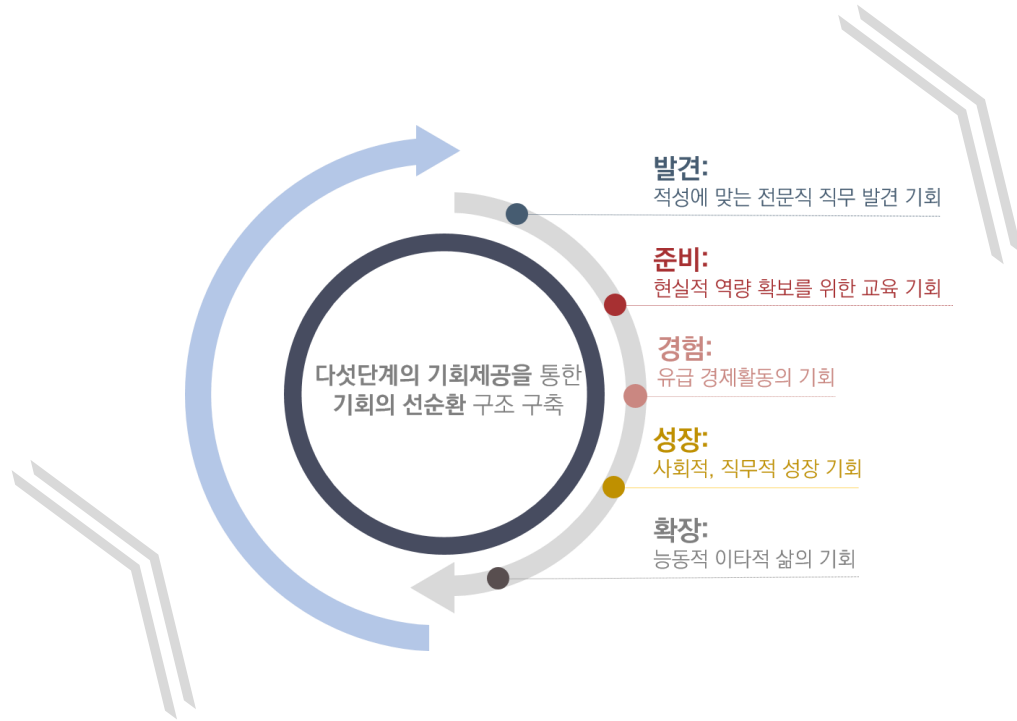 발견:
적성에 맞는 전문직 직무 발견 기회
준비:
현실적 역량 확보를 위한 교육 기회
경험:
유급 경제활동의 기회
다섯단계의 기회제공을 통한
기회의 선순환 구조 구축
성장:
사회적, 직무적 성장 기회
확장:
능동적 이타적 삶의 기회